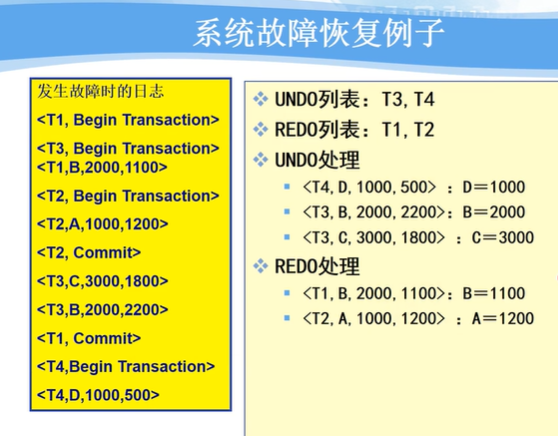 系统故障恢复例子
发生故障时的日志
<T1, Begin Transaction>
<T3, Begin Transaction>
<T1,B,2000,1100>
<T2, Begin Transaction>
<T2,A,1000,1200>
<T2, Commit>
<T3,C,3000,1800>
<T3,B,2000,2200>
<T1, Commit>
<T4,Begin Transaction>
<T4,D,1000,500>
UNDO列表：T3,T4
REDO列表：T1,T2
UNDO处理
<T4,D,1000,500> ：D＝1000
<T3,B,2000,2200>：B＝2000
<T3,C,3000,1800> ：C＝3000
REDO处理
<T1,B,2000,1100>：B＝1100
<T2,A,1000,1200> ：A＝1200